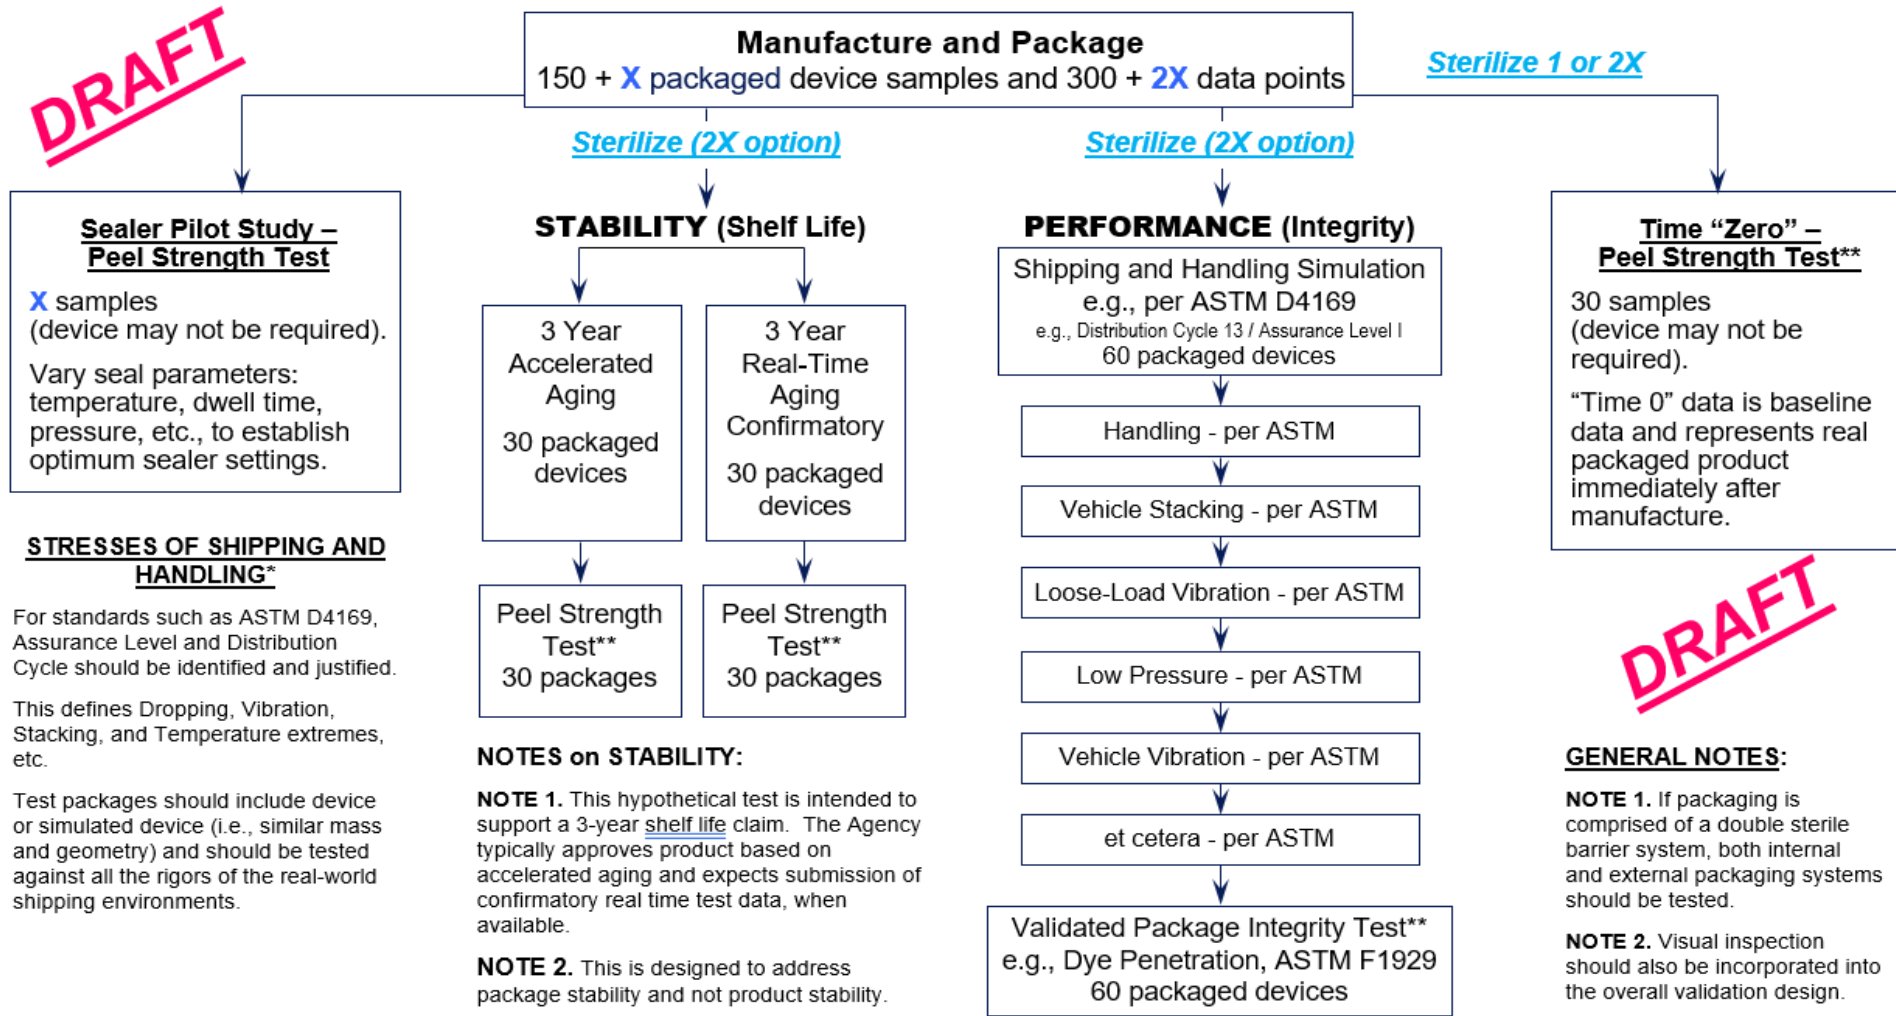 DRAFT
Manufacture and Package
150 + X packaged device samples and 300 + 2X data points
Sterilize 1 or 2X
Sterilize (2X option)
Sterilize (2X option)
Sealer Pilot Study –
Peel Strength Test
X samples
(device may not be required).
Vary seal parameters:
temperature, dwell time,
pressure, etc., to establish
optimum sealer settings.
STRESSES OF SHIPPING AND
HANDLING*
For standards such as ASTM D4169,
Assurance Level and Distribution
Cycle should be identified and justified.
This defines Dropping, Vibration,
Stacking, and Temperature extremes,
etc.
Test packages should include device
or simulated device (i.e., similar mass
and geometry) and should be tested
against all the rigors of the real-world
shipping environments.
STABILITY (Shelf Life)
3 Year
Accelerated
Aging
30 packaged
devices
3 Year
Real-Time
Aging
Confirmatory
30 packaged
devices
Peel Strength
Test**
30 packages
Peel Strength
Test**
30 packages
NOTES on STABILITY:
NOTE 1. This hypothetical test is intended to
support a 3-year shelf life claim. The Agency
typically approves product based on
accelerated aging and expects submission of
confirmatory real time test data, when
available.
NOTE 2. This is designed to address
package stability and not product stability.
PERFORMANCE (Integrity)
Shipping and Handling Simulation
e.g., per ASTM D4169
e.g., Distribution Cycle 13 / Assurance Level I
60 packaged devices
Handling - per ASTM
Vehicle Stacking - per ASTM
Loose-Load Vibration - per ASTM
Low Pressure - per ASTM
Vehicle Vibration - per ASTM
et cetera - per ASTM
Validated Package Integrity Test**
e.g., Dye Penetration, ASTM F1929
60 packaged devices
Time “Zero” –
Peel Strength Test**
30 samples
(device may not be
required).
“Time 0” data is baseline
data and represents real
packaged product
immediately after
manufacture.
DRAFT
GENERAL NOTES:
NOTE 1. If packaging is
comprised of a double sterile
barrier system, both internal
and external packaging systems
should be tested.
NOTE 2. Visual inspection
should also be incorporated into
the overall validation design.